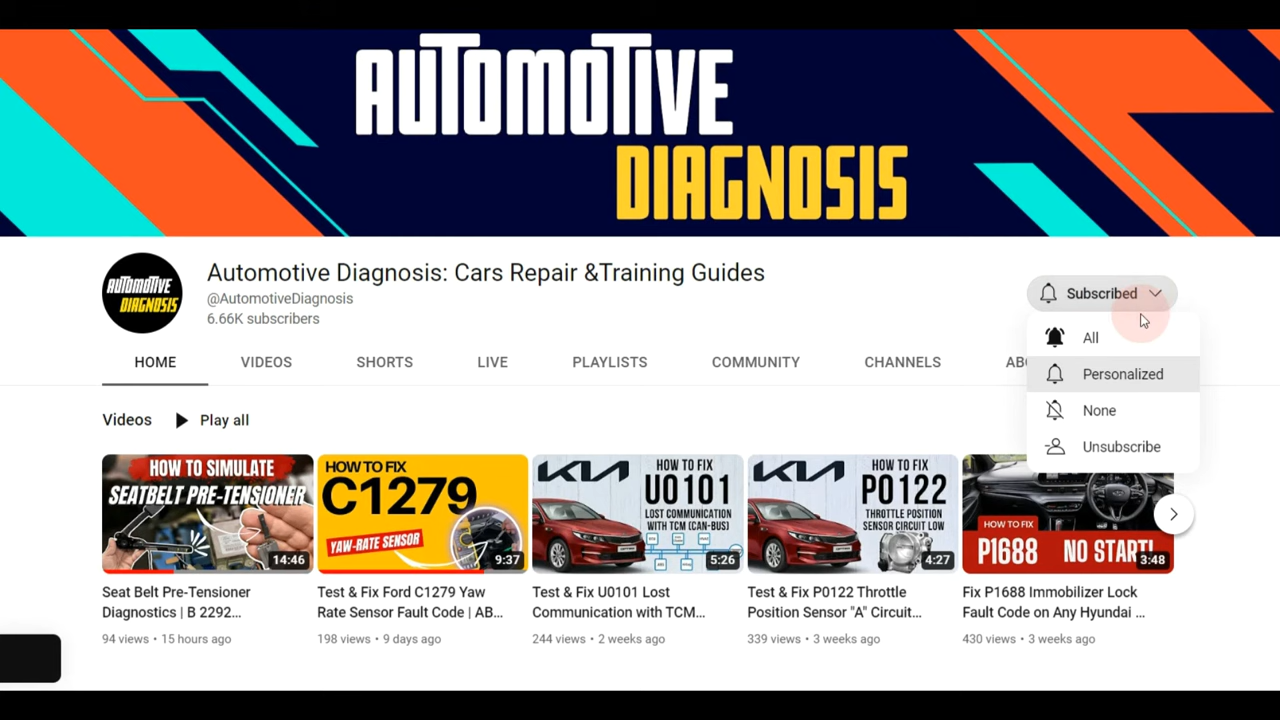 AUTOMOTIVE
DIAGNOSIS
AUTOMOTIVE
DIAGNOSIS
Automotive Diagnosis: Cars Repair &Training Guides
@AutomotiveDiagnosis
6.66K subscribers
Subscribed
All
Personalized
None
Unsubscribe
HOME VIDEOS SHORTS LIVE PLAYLISTS COMMUNITY CHANNELS
Videos Play all
HOW TO SIMULATE
SEATBELT PRE-TENSIONER
14:46
HOW TO FIX
C1279
YAW-RATE SENSOR
9:37
KIA
HOW TO FIX
U0101
LOST COMMUNICATION
WITH TCM (CAN-BUS)
5:26
KIA
HOW TO FIX
P0122
THROTTLE POSITION
SENSOR CIRCUIT LOW
4:27
HOW TO FIX
P1688 NO START!
3:48
Seat Belt Pre-Tensioner
Diagnostics | B 2292...
94 views • 15 hours ago
Test & Fix Ford C1279 Yaw
Rate Sensor Fault Code | AB...
198 views • 9 days ago
Test & Fix U0101 Lost
Communication with TCM...
244 views • 2 weeks ago
Test & Fix P0122 Throttle
Position Sensor "A" Circuit...
339 views • 3 weeks ago
Fix P1688 Immobilizer Lock
Fault Code on Any Hyundai ...
430 views • 3 weeks ago